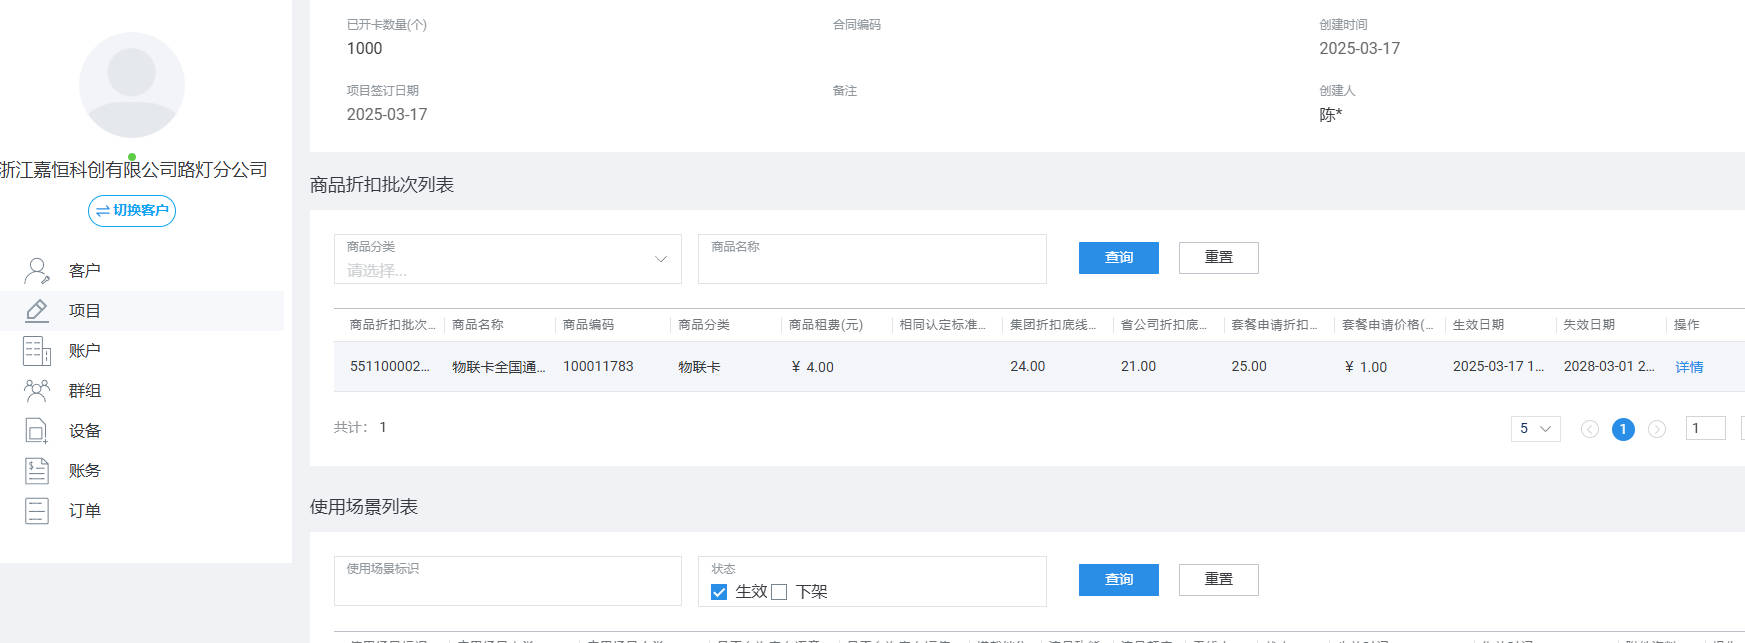 已开卡数量(个) 合同编码 创建时间
1000 2025-03-17
项目签订日期 备注 创建人
2025-03-17 陈*
浙江嘉恒科创有限公司路灯分公司
切换客户
客户
项目
账户
群组
设备
账务
订单
商品折扣批次列表
商品分类 商品名称
请选择... 查询 重置
商品折扣批次... 商品名称 商品编码 商品分类 商品租费(元) 相同认定标准... 集团折扣底线... 省公司折扣底... 套餐申请折扣... 套餐申请价格(... 生效日期 失效日期 操作
551100002... 物联卡全国通... 100011783 物联卡 ¥ 4.00 24.00 21.00 25.00 ¥ 1.00 2025-03-17 1... 2028-03-01 2... 详情
共计： 1 5 1 1
使用场景列表
使用场景标识 状态
生效 下架 查询 重置